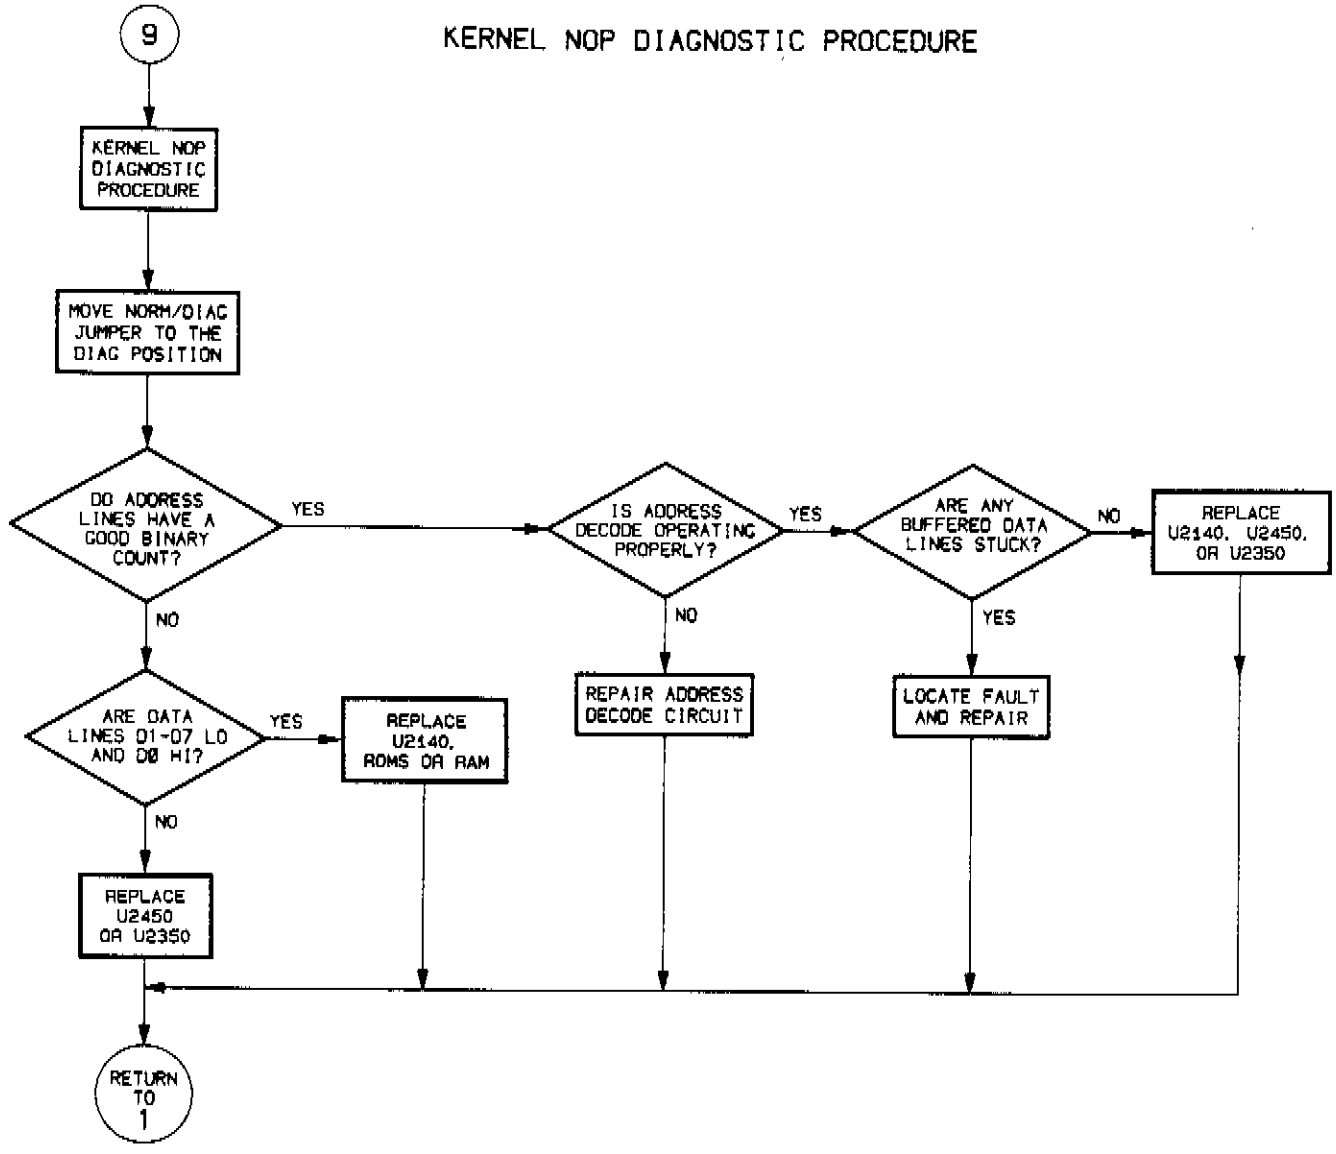 9
KERNEL NOP DIAGNOSTIC PROCEDURE
KERNEL NOP
DIAGNOSTIC
PROCEDURE
MOVE NORM/DIAG
JUMPER TO THE
DIAG POSITION
DO ADDRESS
LINES HAVE A
GOOD BINARY
COUNT?
YES
IS ADDRESS
DECODE OPERATING
PROPERLY?
YES
ARE ANY
BUFFERED DATA
LINES STUCK?
NO
REPLACE
U2140, U2450,
OR U2350
NO
NO
YES
ARE DATA
LINES D1-D7 LO
AND D0 HI?
YES
REPLACE
U2140,
ROMS OR RAM
REPAIR ADDRESS
DECODE CIRCUIT
LOCATE FAULT
AND REPAIR
NO
REPLACE
U2450
OR U2350
RETURN
TO
1